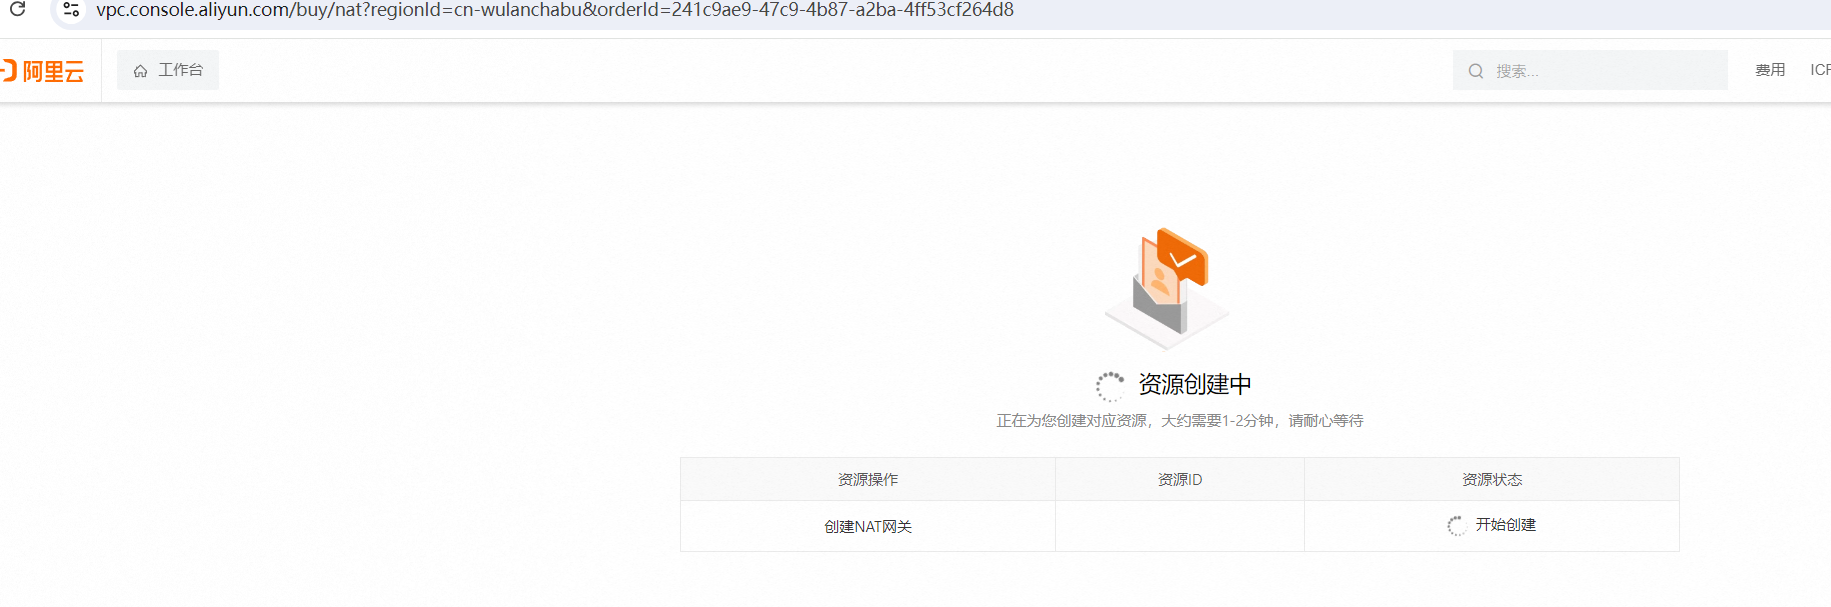 vpc.console.aliyun.com/buy/nat?regionId=cn-wulanchabu&orderId=241c9ae9-47c9-4b87-a2ba-4ff53cf264d8
阿里云
工作台
搜索...
费用
ICP
资源创建中
正在为您创建对应资源，大约需要1-2分钟，请耐心等待
资源操作
资源ID
资源状态
创建NAT网关
开始创建